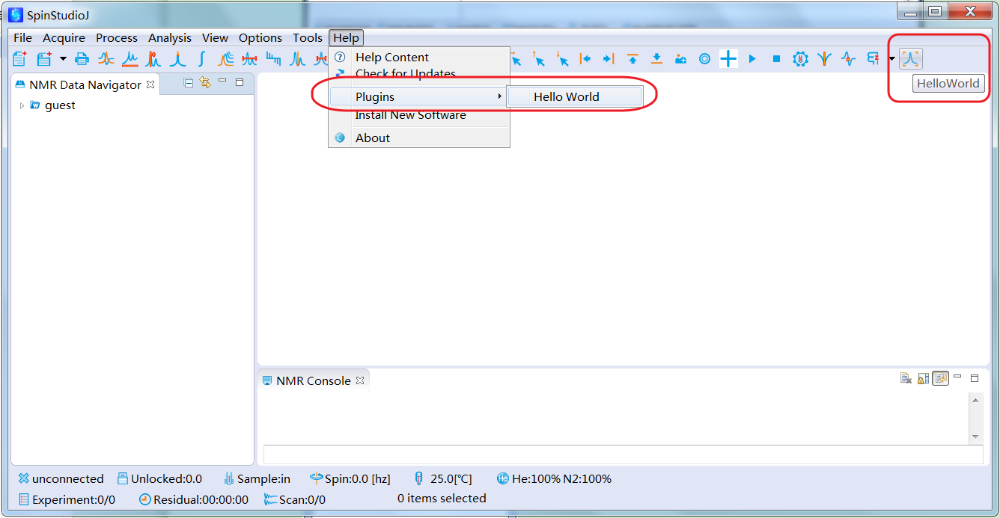 SpinStudioJ
File Acquire Process Analysis View Options Tools Help
Help Content
Check for Updates
Plugins
Hello World
Install New Software
About
HelloWorld
NMR Data Navigator
guest
NMR Console
unconnected Unlocked:0.0 Sample:in Spin:0.0 [hz] 25.0[℃] He:100% N2:100%
Experiment:0/0 Residual:00:00:00 Scan:0/0 0 items selected